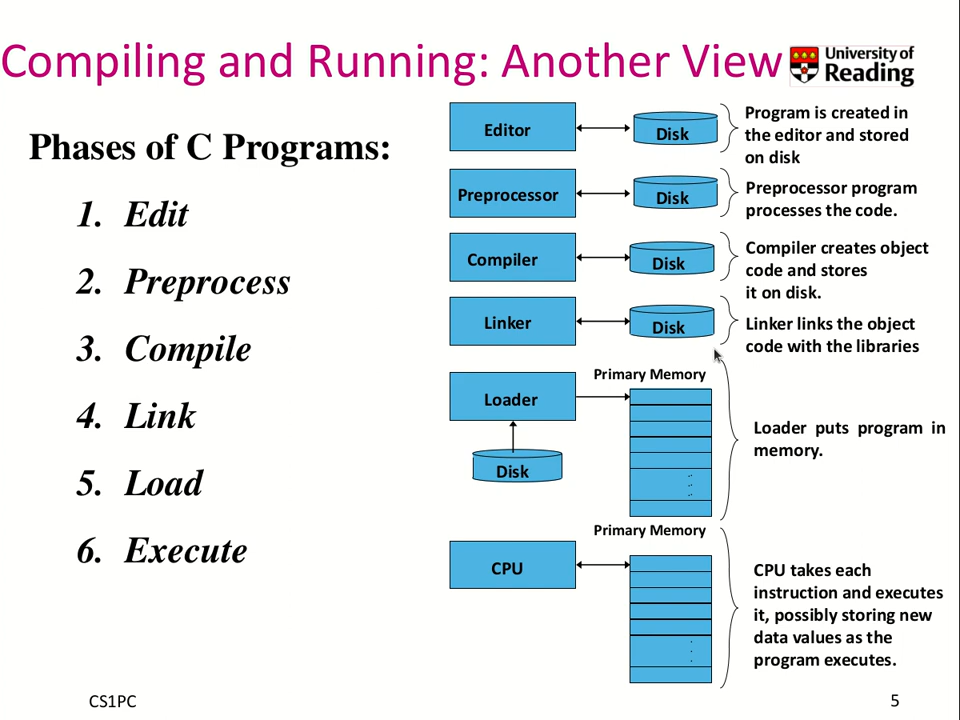 Compiling and Running: Another View
University of
Reading
Phases of C Programs:
1. Edit
2. Preprocess
3. Compile
4. Link
5. Load
6. Execute
Editor
Disk
Program is created in
the editor and stored
on disk
Preprocessor
Disk
Preprocessor program
processes the code.
Compiler
Disk
Compiler creates object
code and stores
it on disk.
Linker
Disk
Linker links the object
code with the libraries
Primary Memory
Loader
Disk
Loader puts program in
memory.
Primary Memory
CPU
CPU takes each
instruction and executes
it, possibly storing new
data values as the
program executes.
CS1PC
5